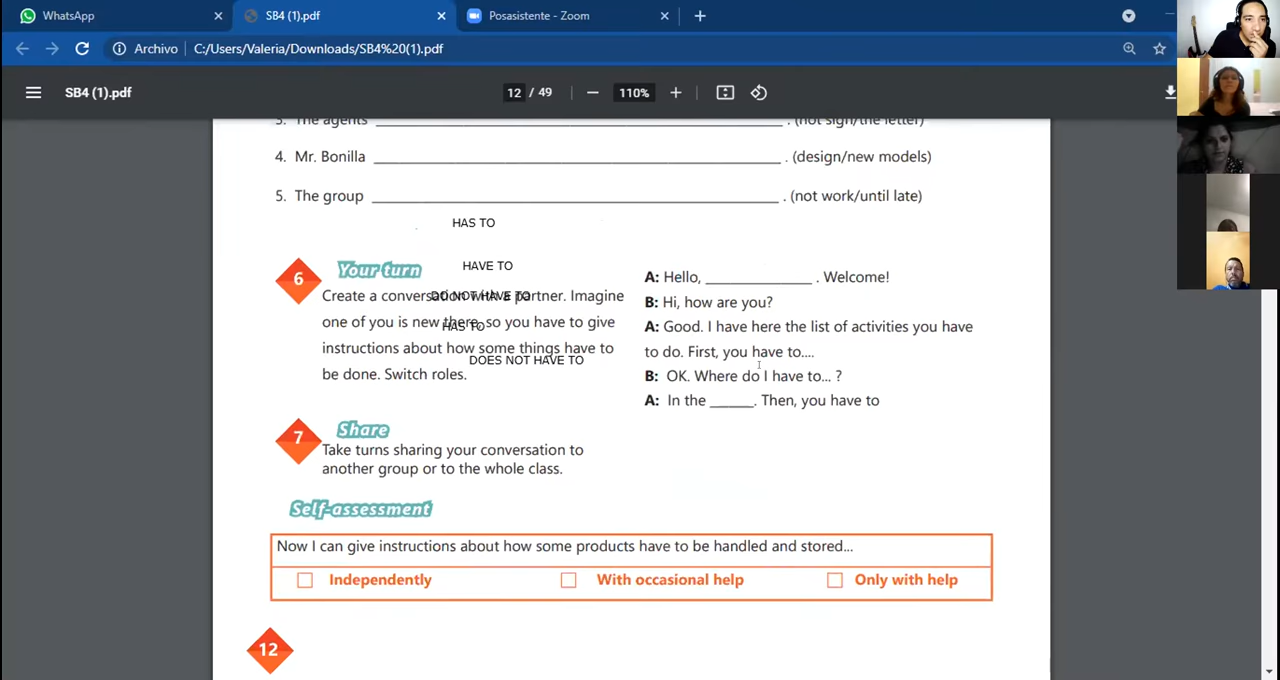 WhatsApp
SB4 (1).pdf
Posasistente - Zoom
Archivo
C:/Users/Valeria/Downloads/SB4%20(1).pdf
SB4 (1).pdf
12 / 49
110%
3. The agents ______________________ . (not sign/the letter)
4. Mr. Bonilla ______________________ . (design/new models)
5. The group ______________________ . (not work/until late)
HAS TO
HAVE TO
DO NOT HAVE TO
HAS TO
DOES NOT HAVE TO
6
Your turn
Create a conversation with a partner. Imagine
one of you is new there, so you have to give
instructions about how some things have to
be done. Switch roles.
A: Hello, ____________ . Welcome!
B: Hi, how are you?
A: Good. I have here the list of activities you have
to do. First, you have to....
B: OK. Where do I have to... ?
A: In the ______. Then, you have to
7
Share
Take turns sharing your conversation to
another group or to the whole class.
Self-assessment
Now I can give instructions about how some products have to be handled and stored...
Independently
With occasional help
Only with help
12